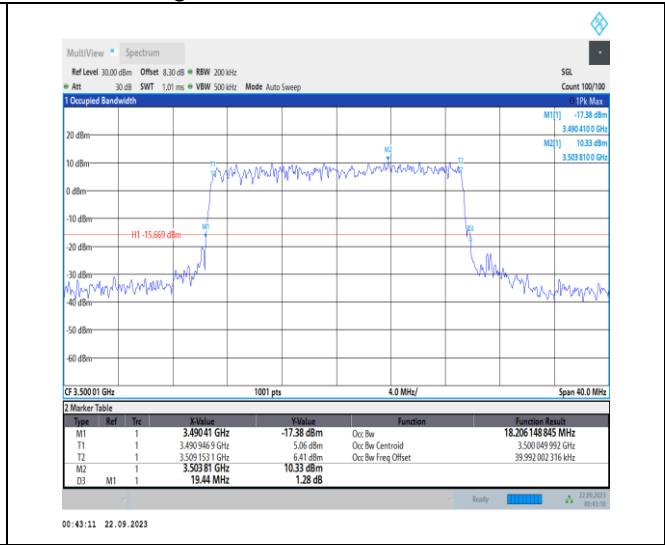 MultiView Spectrum
Ref Level 30.00 dBm Offset 8.30 dB RBW 200 kHz SGL
Att 30 dB SWT 1.01 ms VBW 500 kHz Mode Auto Sweep Count 100/100
1 Occupied Bandwidth 1Pk Max
M1[1] -17.38 dBm
3.490 410 0 GHz
M2[1] 10.33 dBm
3.503 810 0 GHz
20 dBm
M2
T1 T2
10 dBm
0 dBm
-10 dBm
M1 D3
H1 -15.669 dBm
-20 dBm
-30 dBm
-40 dBm
-50 dBm
-60 dBm
CF 3.500 01 GHz 1001 pts 4.0 MHz/ Span 40.0 MHz
2 Marker Table
Type Ref Trc X-Value Y-Value Function Function Result
M1 1 3.490 41 GHz -17.38 dBm Occ Bw 18.206 148 845 MHz
T1 1 3.490 946 9 GHz 5.06 dBm Occ Bw Centroid 3.500 049 992 GHz
T2 1 3.509 153 1 GHz 6.41 dBm Occ Bw Freq Offset 39.992 002 316 kHz
M2 1 3.503 81 GHz 10.33 dBm
D3 M1 1 19.44 MHz 1.28 dB
Ready 22.09.2023
00:43:10
00:43:11 22.09.2023